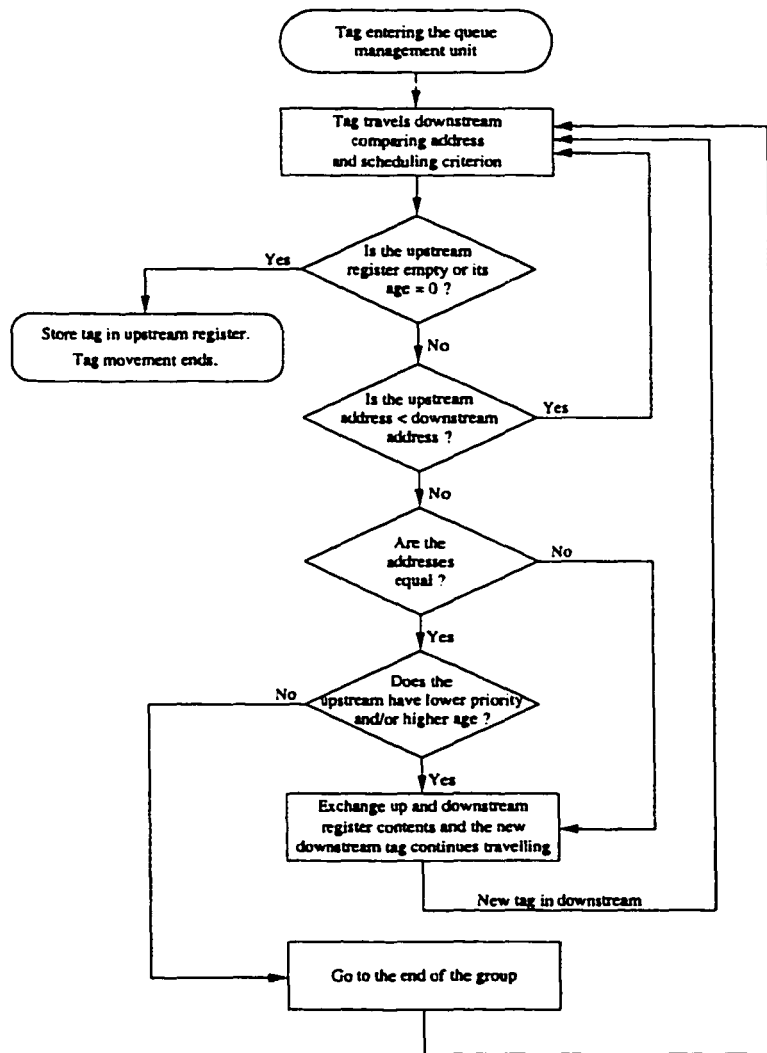 Tag entering the queue
management unit
Tag travels downstream
comparing address
and scheduling criterion
Is the upstream
register empty or its
age = 0 ?
Yes
Store tag in upstream register.
Tag movement ends.
No
Is the upstream
address < downstream
address ?
Yes
No
Are the
addresses
equal ?
No
Yes
Does the
upstream have lower priority
and/or higher age ?
No
Yes
Exchange up and downstream
register contents and the new
downstream tag continues travelling
New tag in downstream
Go to the end of the group